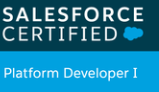 SALESFORCE
CERTIFIED
Platform Developer I